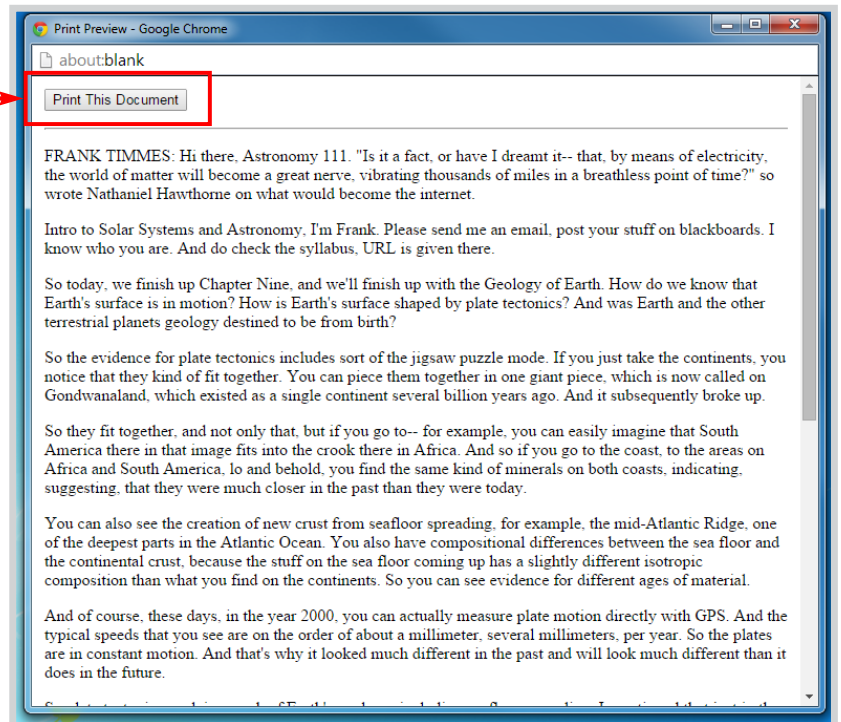 Print Preview - Google Chrome
about:blank
Print This Document
FRANK TIMMES: Hi there, Astronomy 111. "Is it a fact, or have I dreamt it-- that, by means of electricity,
the world of matter will become a great nerve, vibrating thousands of miles in a breathless point of time?" so
wrote Nathaniel Hawthorne on what would become the internet.
Intro to Solar Systems and Astronomy, I'm Frank. Please send me an email, post your stuff on blackboards. I
know who you are. And do check the syllabus, URL is given there.
So today, we finish up Chapter Nine, and we'll finish up with the Geology of Earth. How do we know that
Earth's surface is in motion? How is Earth's surface shaped by plate tectonics? And was Earth and the other
terrestrial planets geology destined to be from birth?
So the evidence for plate tectonics includes sort of the jigsaw puzzle mode. If you just take the continents, you
notice that they kind of fit together. You can piece them together in one giant piece, which is now called on
Gondwanaland, which existed as a single continent several billion years ago. And it subsequently broke up.
So they fit together, and not only that, but if you go to-- for example, you can easily imagine that South
America there in that image fits into the crook there in Africa. And so if you go to the coast, to the areas on
Africa and South America, lo and behold, you find the same kind of minerals on both coasts, indicating,
suggesting, that they were much closer in the past than they were today.
You can also see the creation of new crust from seafloor spreading, for example, the mid-Atlantic Ridge, one
of the deepest parts in the Atlantic Ocean. You also have compositional differences between the sea floor and
the continental crust, because the stuff on the sea floor coming up has a slightly different isotropic
composition than what you find on the continents. So you can see evidence for different ages of material.
And of course, these days, in the year 2000, you can actually measure plate motion directly with GPS. And the
typical speeds that you see are on the order of about a millimeter, several millimeters, per year. So the plates
are in constant motion. And that's why it looked much different in the past and will look much different than it
does in the future.